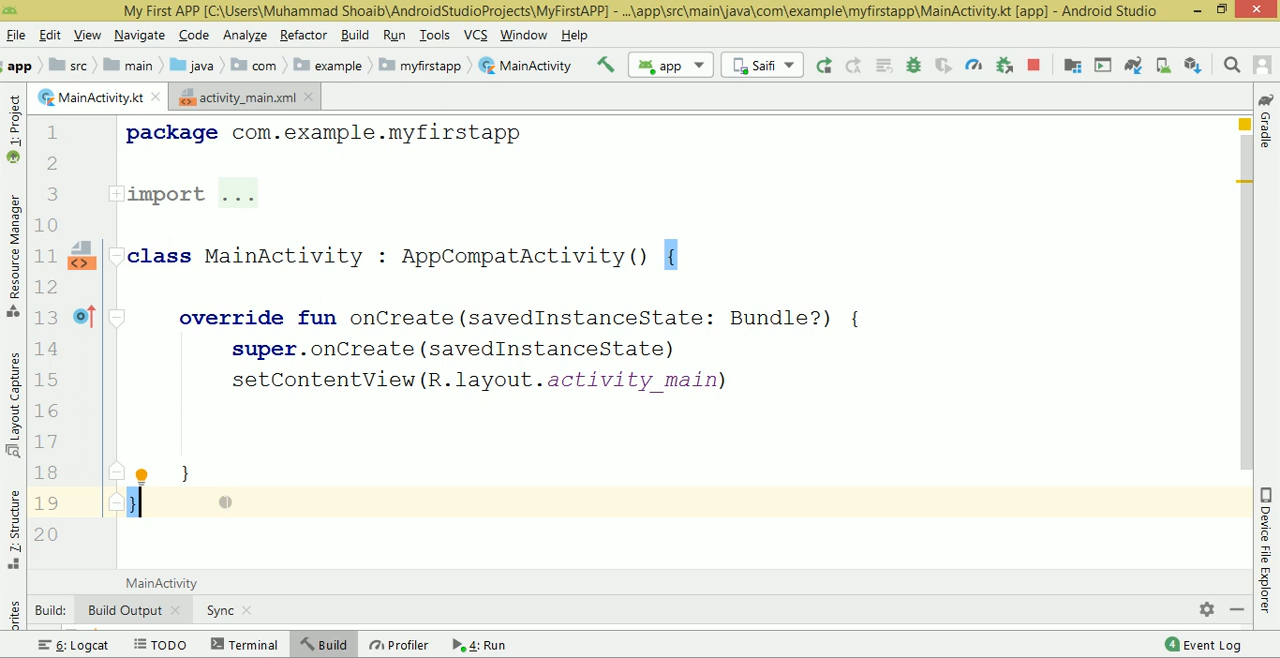 My First APP [C:\Users\Muhammad Shoaib\AndroidStudioProjects\MyFirstAPP] - ...\app\src\main\java\com\example\myfirstapp\MainActivity.kt [app] - Android Studio
File Edit View Navigate Code Analyze Refactor Build Run Tools VCS Window Help
app src main java com example myfirstapp MainActivity app Saifi
MainActivity.kt activity_main.xml
1 package com.example.myfirstapp
2
3 import ...
10
11 class MainActivity : AppCompatActivity() {
12
13 override fun onCreate(savedInstanceState: Bundle?) {
14 super.onCreate(savedInstanceState)
15 setContentView(R.layout.activity_main)
16
17
18 }
19 }
20
MainActivity
Build: Build Output Sync
6: Logcat TODO Terminal Build Profiler 4: Run 4 Event Log
1: Project
Resource Manager
Layout Captures
7: Structure
Gradle
Device File Explorer